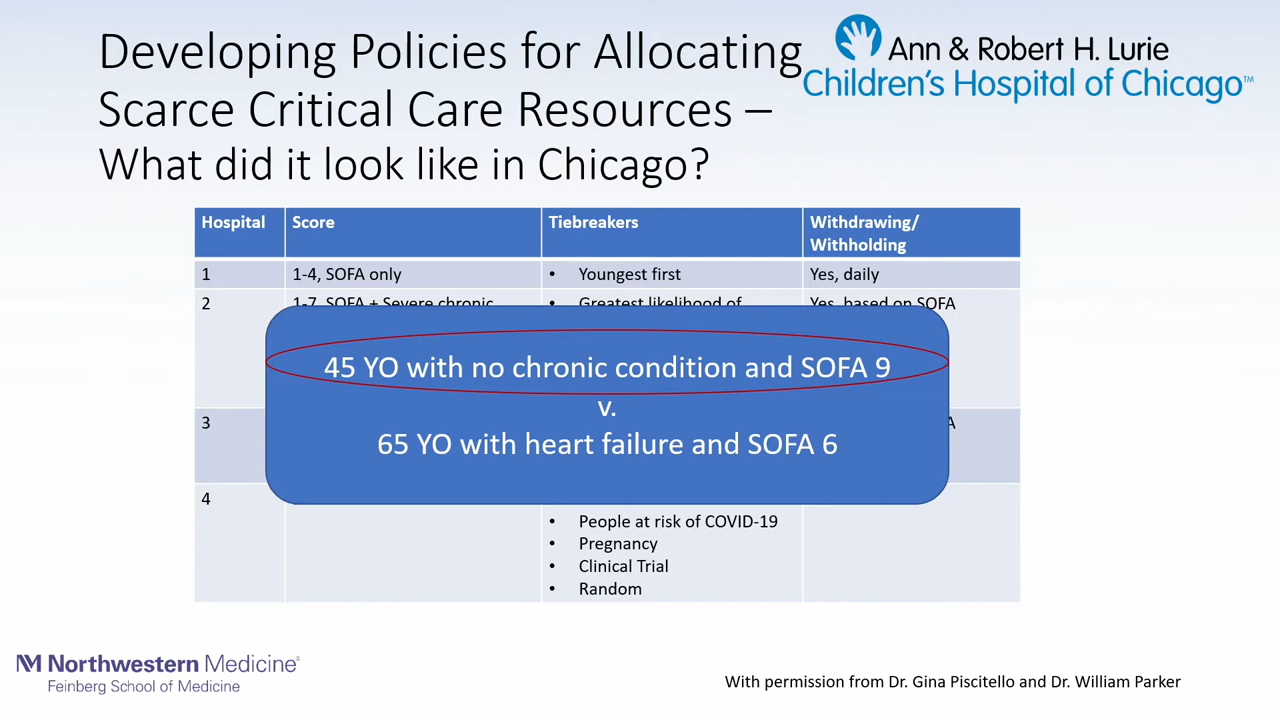 Developing Policies for Allocating
Scarce Critical Care Resources –
What did it look like in Chicago?
Ann & Robert H. Lurie
Children's Hospital of Chicago™
Hospital Score Tiebreakers Withdrawing/
Withholding
1 1-4, SOFA only • Youngest first Yes, daily
2 1-7, SOFA + Severe chronic • Greatest likelihood of Yes, based on SOFA
45 YO with no chronic condition and SOFA 9
v.
3
65 YO with heart failure and SOFA 6
4
• People at risk of COVID-19
• Pregnancy
• Clinical Trial
• Random
NM Northwestern Medicine®
Feinberg School of Medicine
With permission from Dr. Gina Piscitello and Dr. William Parker